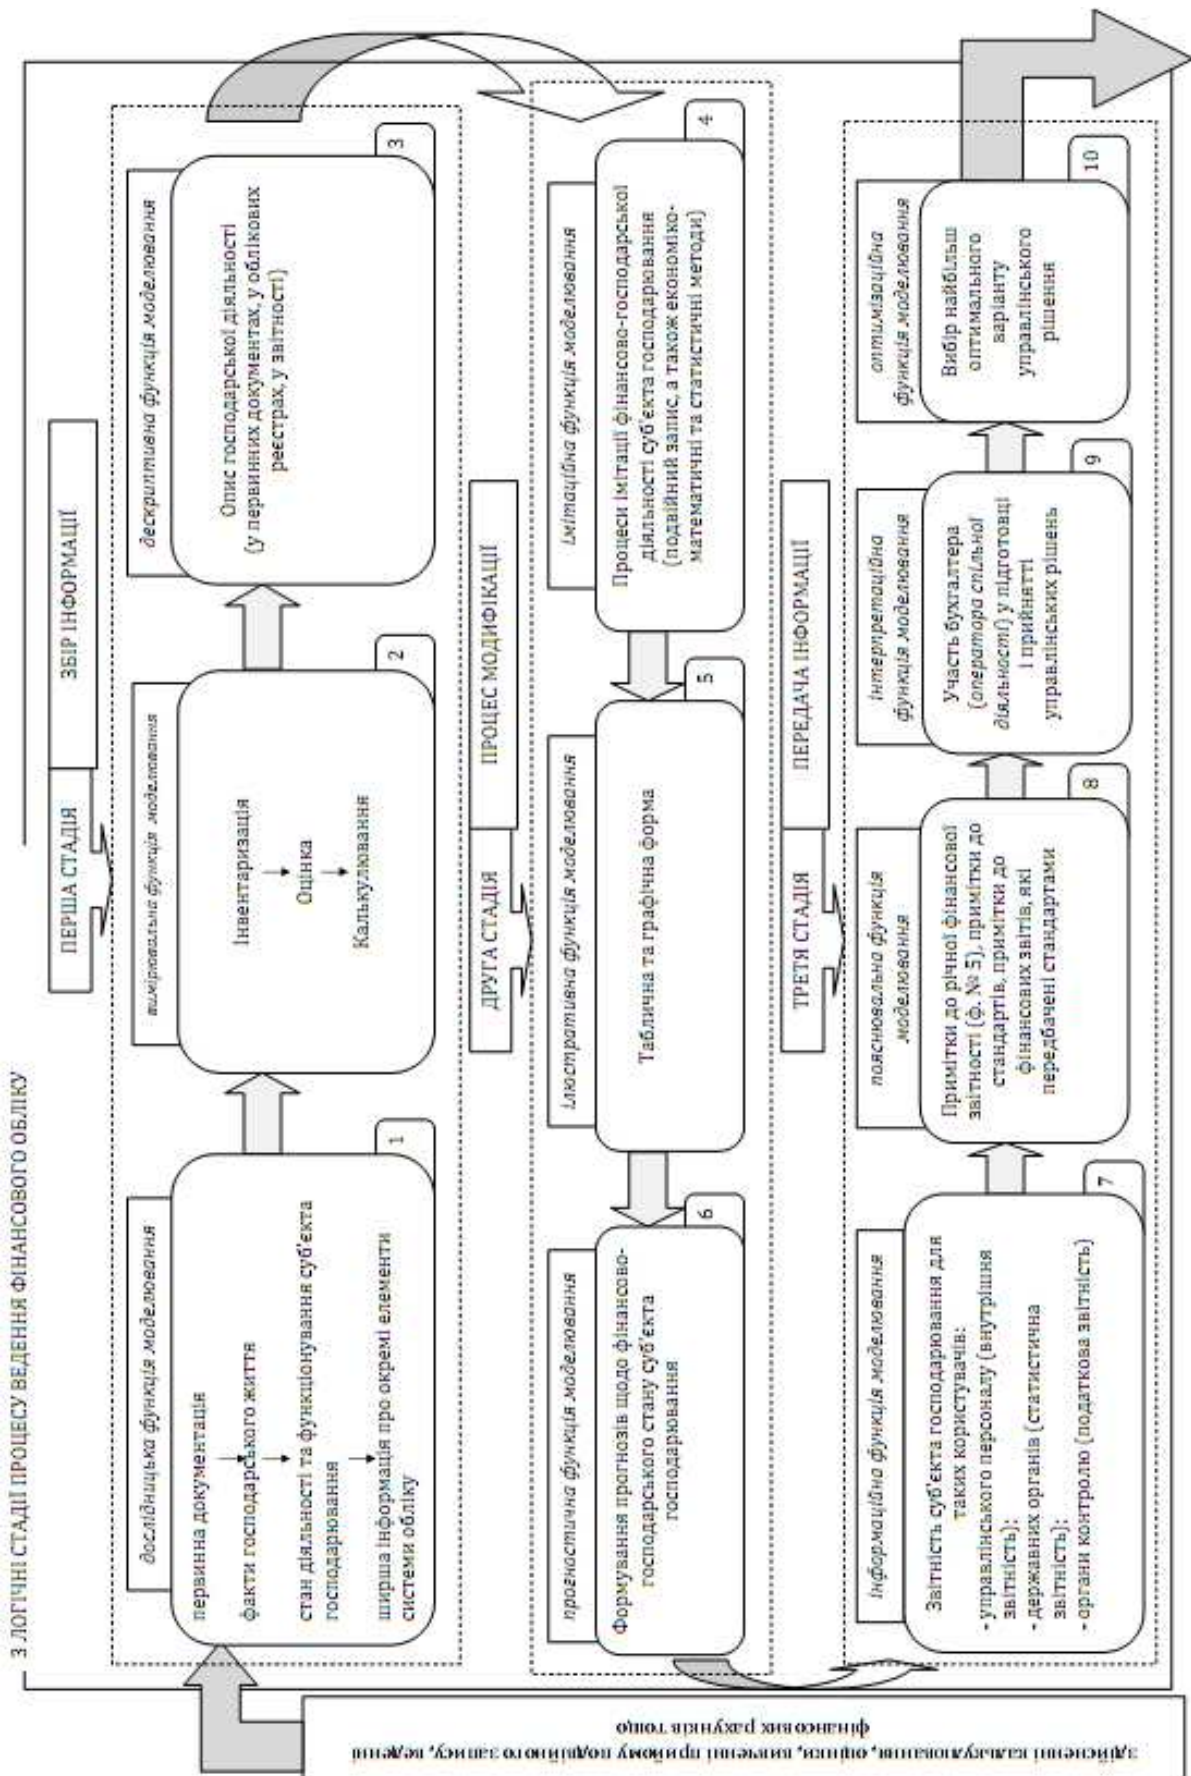 З ЛОГІЧНІ СТАДІЇ ПРОЦЕСУ ВЕДЕННЯ ФІНАНСОВОГО ОБЛІКУ
ПЕРША СТАДІЯ
ЗБІР ІНФОРМАЦІЇ
дослідницька функція моделювання
первинна документація
факти господарського життя
стан діяльності та функціонування суб'єкта
господарювання
ширша інформація про окремі елементи
системи обліку
1
вимірювальна функція моделювання
Інвентаризація
Оцінка
Калькулювання
2
дескриптивна функція моделювання
Опис господарської діяльності
(у первинних документах, у облікових
реєстрах, у звітності)
3
ДРУГА СТАДІЯ
ПРОЦЕС МОДИФІКАЦІЇ
імітаційна функція моделювання
Процеси імітації фінансово-господарської
діяльності суб'єкта господарювання
(подвійний запис, а також економіко-
математичні та статистичні методи)
4
ілюстративна функція моделювання
Таблична та графічна форма
5
прогностична функція моделювання
Формування прогнозів щодо фінансово-
господарського стану суб'єкта
господарювання
6
ТРЕТЯ СТАДІЯ
ПЕРЕДАЧА ІНФОРМАЦІЇ
інформаційна функція моделювання
Звітність суб'єкта господарювання для
таких користувачів:
- управлінського персоналу (внутрішня
звітність);
- державних органів (статистична
звітність);
- органи контролю (податкова звітність)
7
пояснювальна функція
моделювання
Примітки до річної фінансової
звітності (ф. № 5), примітки до
стандартів, примітки до
фінансових звітів, які
передбачені стандартами
8
інтерпретаційна
функція моделювання
Участь бухгалтера
(оператора спільної
діяльності) у підготовці
і прийнятті
управлінських рішень
9
оптимізаційна
функція моделювання
Вибір найбільш
оптимального
варіанту
управлінського
рішення
10
здійсненні калькулювання, оцінки, вивченні прийому подвійного запису, веденні
фінансових рахунків тощо